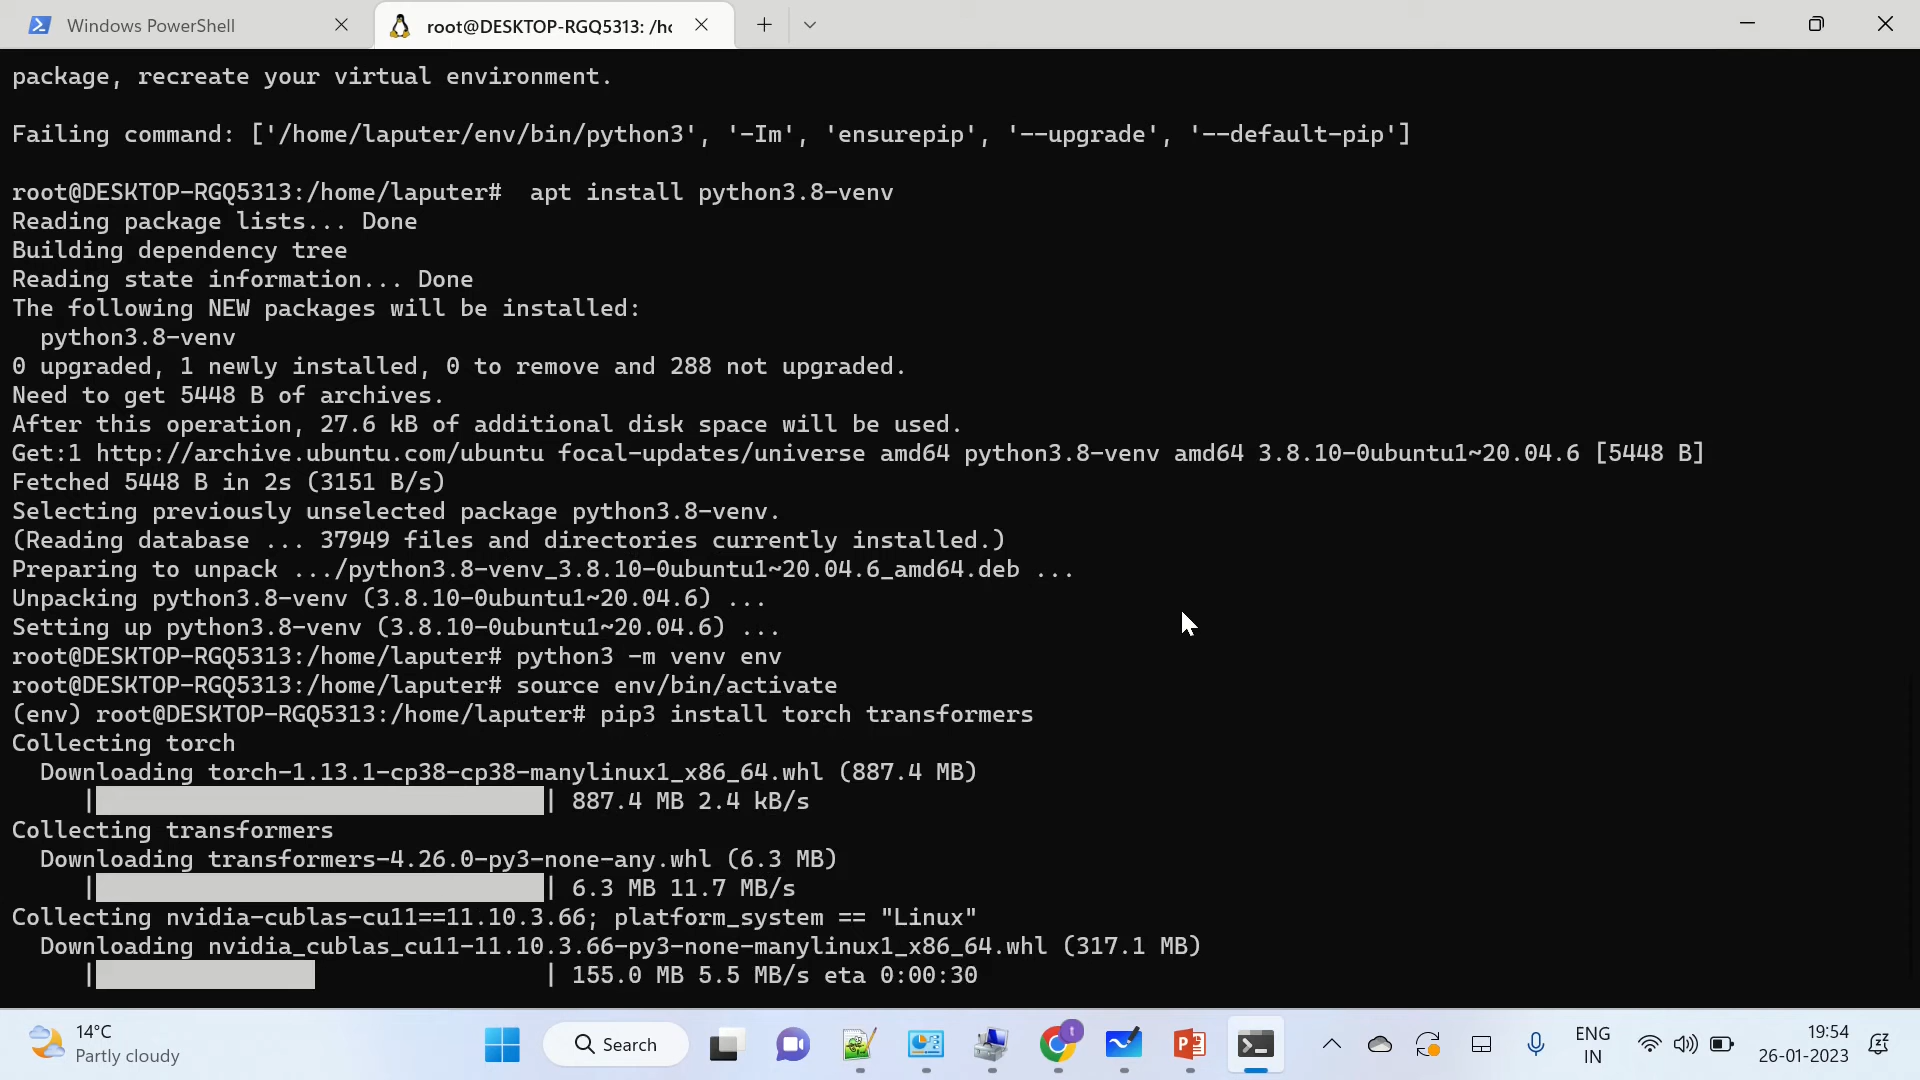 Windows PowerShell
root@DESKTOP-RGQ5313: /hc
package, recreate your virtual environment.
Failing command: ['/home/laputer/env/bin/python3', '-Im', 'ensurepip', '--upgrade', '--default-pip']
root@DESKTOP-RGQ5313:/home/laputer#  apt install python3.8-venv
Reading package lists... Done
Building dependency tree
Reading state information... Done
The following NEW packages will be installed:
  python3.8-venv
0 upgraded, 1 newly installed, 0 to remove and 288 not upgraded.
Need to get 5448 B of archives.
After this operation, 27.6 kB of additional disk space will be used.
Get:1 http://archive.ubuntu.com/ubuntu focal-updates/universe amd64 python3.8-venv amd64 3.8.10-0ubuntu1~20.04.6 [5448 B]
Fetched 5448 B in 2s (3151 B/s)
Selecting previously unselected package python3.8-venv.
(Reading database ... 37949 files and directories currently installed.)
Preparing to unpack .../python3.8-venv_3.8.10-0ubuntu1~20.04.6_amd64.deb ...
Unpacking python3.8-venv (3.8.10-0ubuntu1~20.04.6) ...
Setting up python3.8-venv (3.8.10-0ubuntu1~20.04.6) ...
root@DESKTOP-RGQ5313:/home/laputer# python3 -m venv env
root@DESKTOP-RGQ5313:/home/laputer# source env/bin/activate
(env) root@DESKTOP-RGQ5313:/home/laputer# pip3 install torch transformers
Collecting torch
  Downloading torch-1.13.1-cp38-cp38-manylinux1_x86_64.whl (887.4 MB)
| | 887.4 MB 2.4 kB/s
Collecting transformers
  Downloading transformers-4.26.0-py3-none-any.whl (6.3 MB)
| | 6.3 MB 11.7 MB/s
Collecting nvidia-cublas-cu11==11.10.3.66; platform_system == "Linux"
  Downloading nvidia_cublas_cu11-11.10.3.66-py3-none-manylinux1_x86_64.whl (317.1 MB)
| | 155.0 MB 5.5 MB/s eta 0:00:30
14°C
Partly cloudy
Search
t
ENG
IN
19:54
26-01-2023